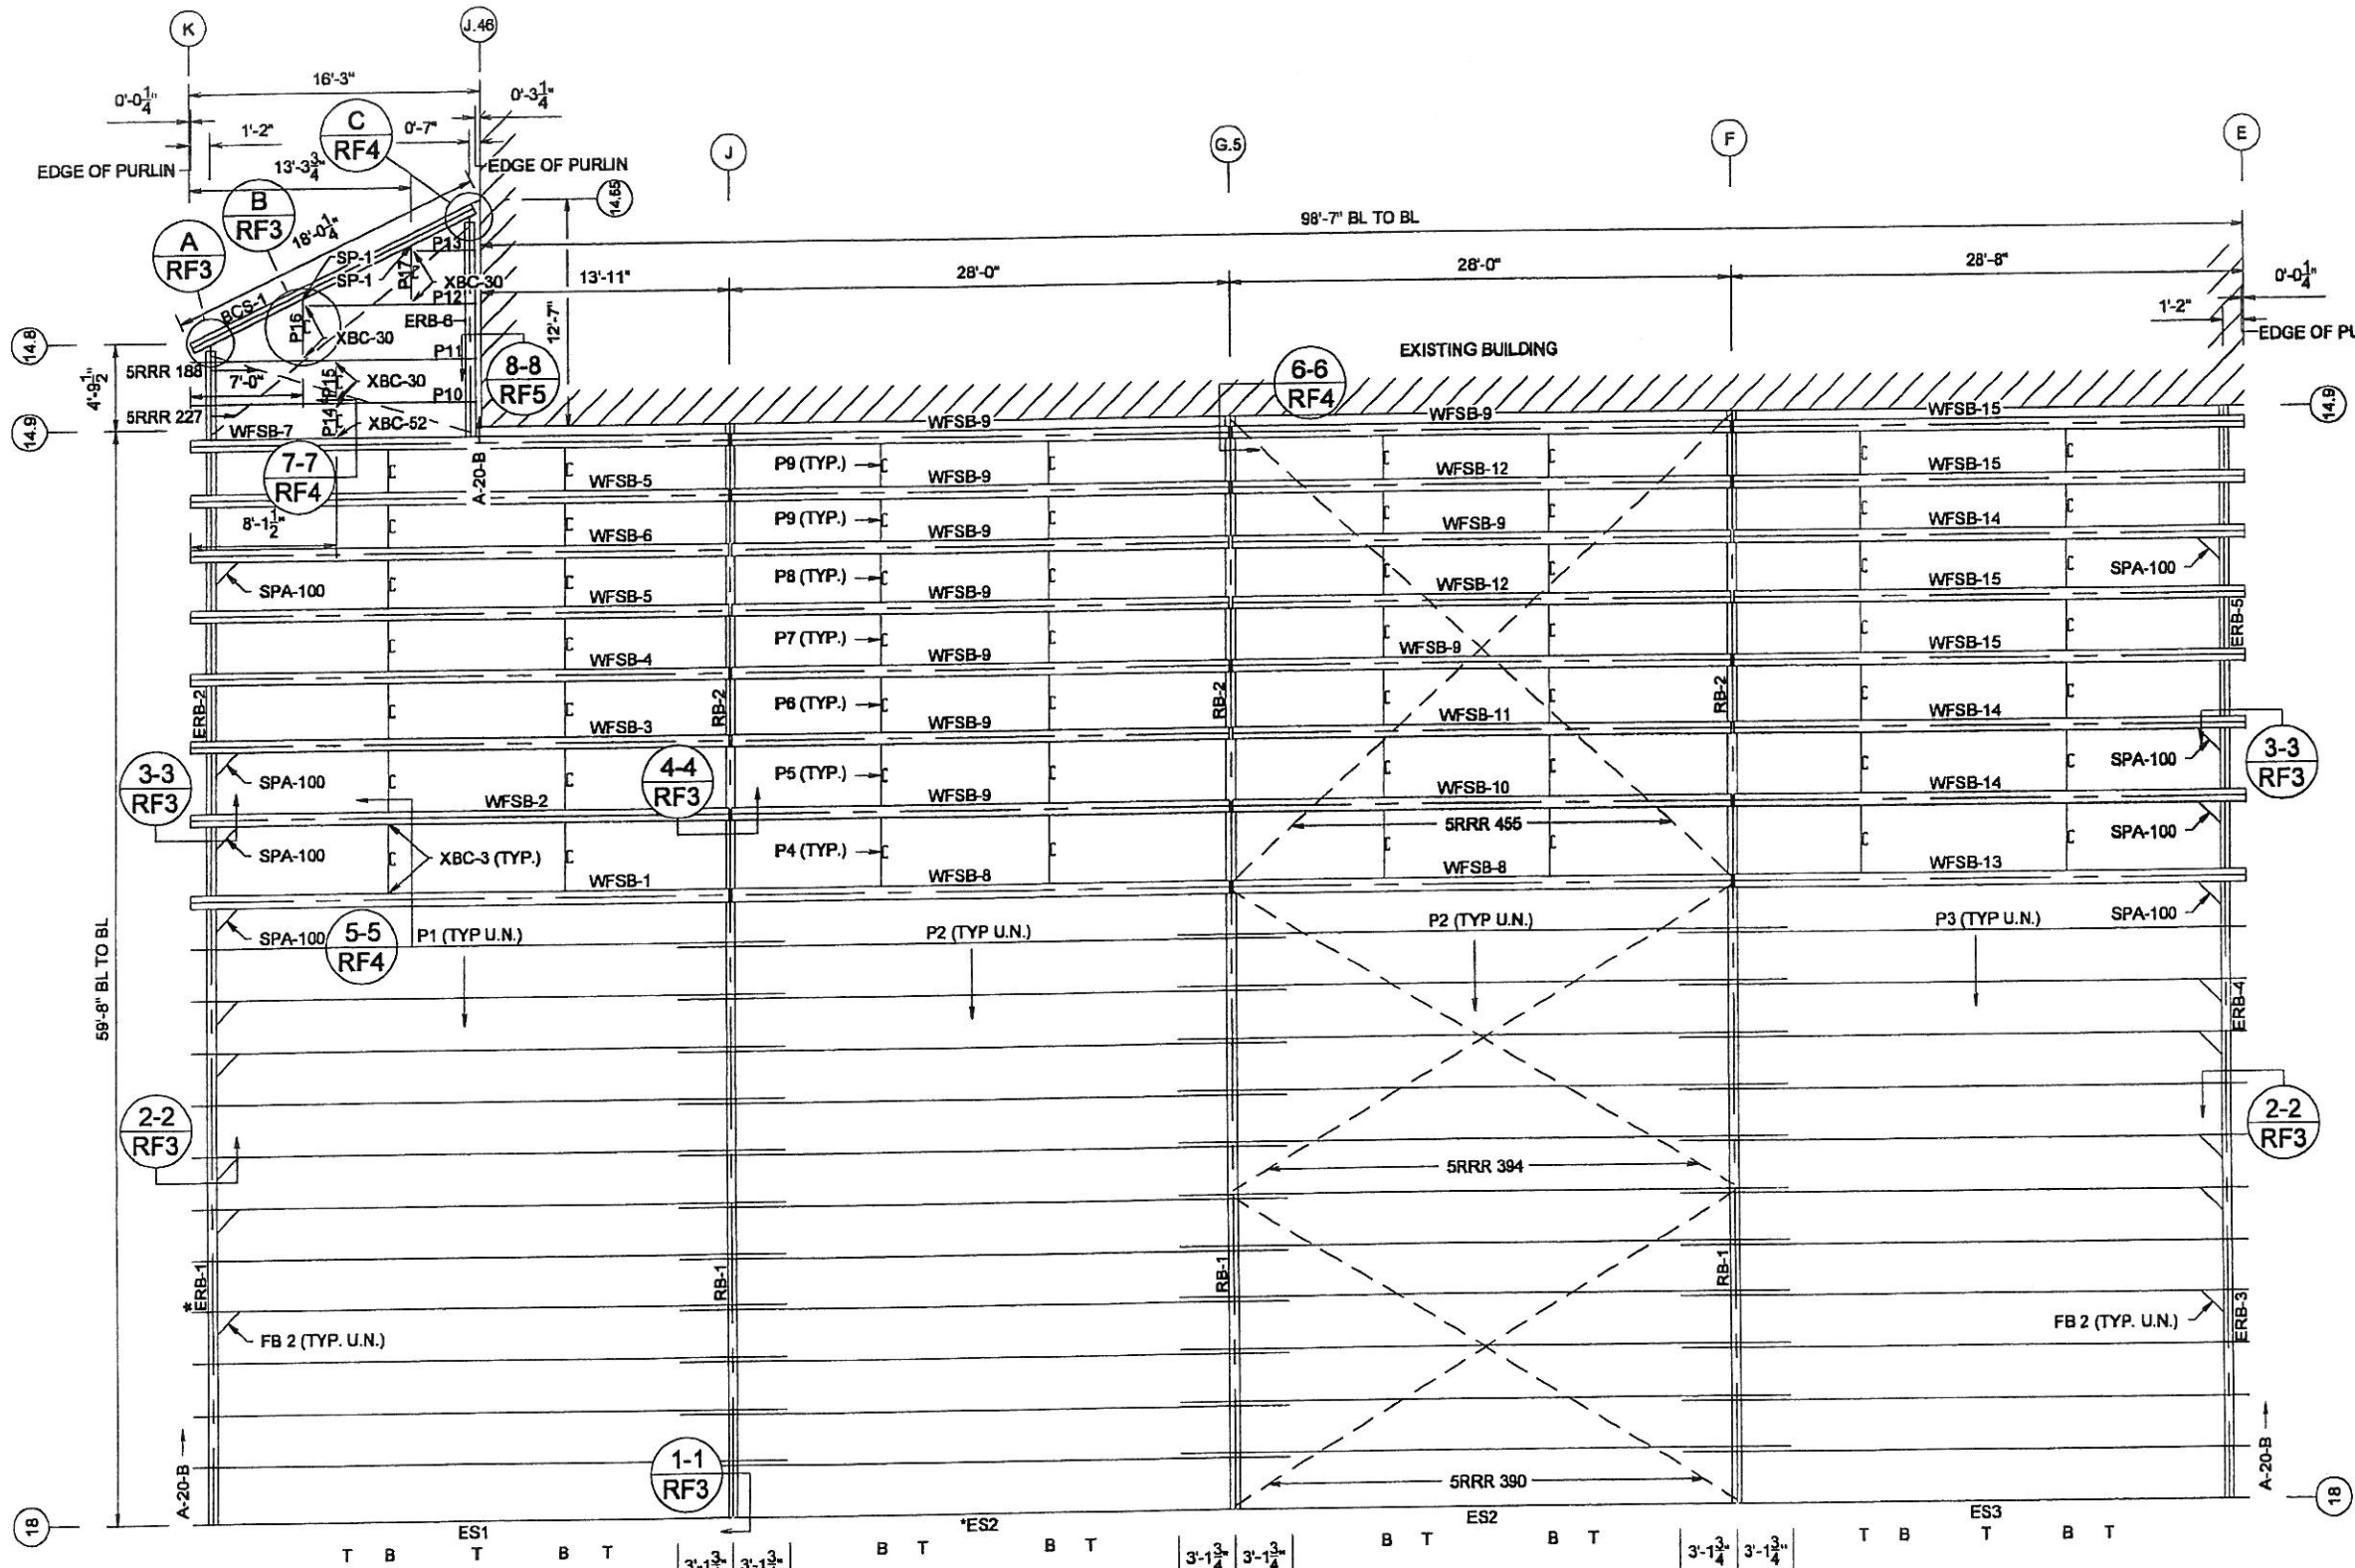 K
J.46
J
G.5
F
E
16'-3"
0'-0 1/4"
0'-3 1/4"
1'-2"
C
RF4
0'-7"
EDGE OF PURLIN
EDGE OF PURLIN
13'-3 3/4"
14.65
98'-7" BL TO BL
B
RF3
18'-0 1/4"
A
RF3
SP-1
SP-1
P17
P13
XBC-30
P12
13'-11"
28'-0"
28'-0"
28'-8"
0'-0 1/4"
1'-2"
EDGE OF PU
BCS-1
P16
ERB-6
XBC-30
12'-7"
14.8
P11
EXISTING BUILDING
5RRR 188
7'-0"
P15
XBC-30
8-8
RF5
6-6
RF4
4'-9 1/2"
P10
5RRR 227
P14
XBC-52
14.9
14.9
WFSB-7
WFSB-9
WFSB-9
WFSB-15
7-7
RF4
A-20-B
WFSB-5
P9 (TYP.)
WFSB-9
WFSB-12
WFSB-15
8'-1 1/2"
WFSB-6
P9 (TYP.)
WFSB-9
WFSB-9
WFSB-14
SPA-100
WFSB-5
P8 (TYP.)
WFSB-9
WFSB-12
WFSB-15
SPA-100
ERB-5
WFSB-4
P7 (TYP.)
WFSB-9
WFSB-9
WFSB-15
ERB-2
WFSB-3
RB-2
P6 (TYP.)
WFSB-9
RB-2
WFSB-11
RB-2
WFSB-14
3-3
RF3
SPA-100
4-4
RF3
P5 (TYP.)
SPA-100
3-3
RF3
WFSB-2
WFSB-9
WFSB-10
WFSB-14
5RRR 455
SPA-100
XBC-3 (TYP.)
P4 (TYP.)
SPA-100
WFSB-1
WFSB-8
WFSB-8
WFSB-13
SPA-100
5-5
RF4
P1 (TYP U.N.)
P2 (TYP U.N.)
P2 (TYP U.N.)
P3 (TYP U.N.)
SPA-100
59'-8" BL TO BL
ERB-4
2-2
RF3
2-2
RF3
5RRR 394
*ERB-1
RB-1
RB-1
RB-1
ERB-3
FB 2 (TYP. U.N.)
FB 2 (TYP. U.N.)
A-20-B
1-1
RF3
5RRR 390
A-20-B
18
18
ES1
*ES2
ES2
ES3
T B T B T
3'-1 3/4" 3'-1 3/4"
B T B T
3'-1 3/4" 3'-1 3/4"
B T B T
3'-1 3/4" 3'-1 3/4"
T B T B T